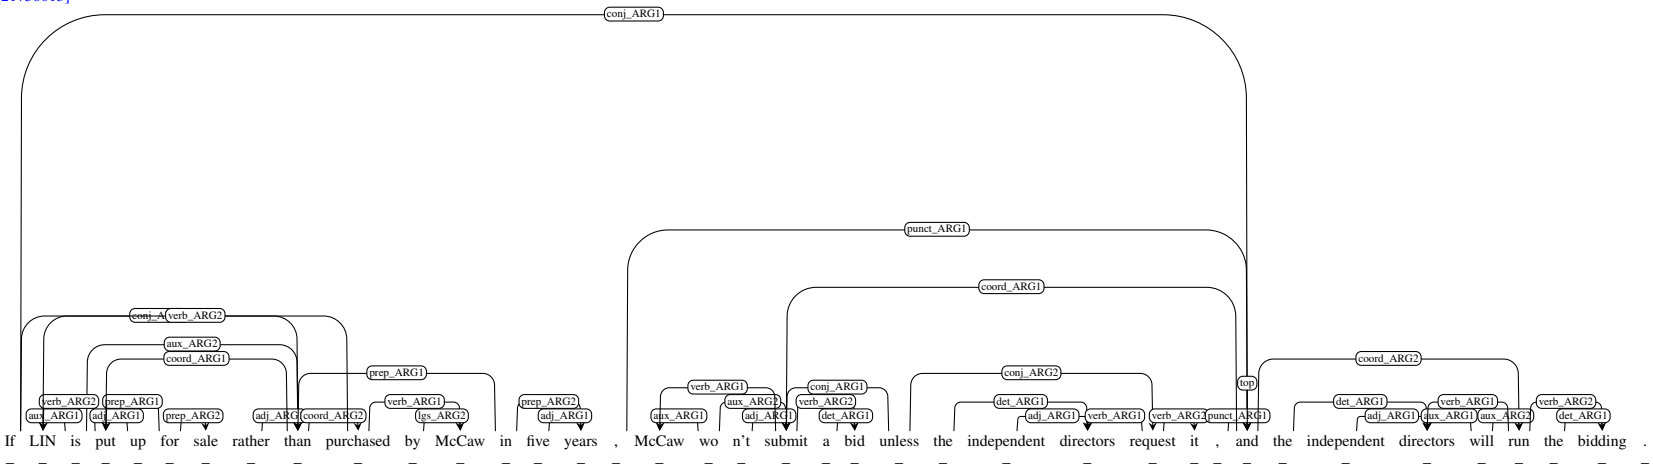 conj_ARG1
punct_ARG1
coord_ARG1
verb_ARG2
aux_ARG2
coord_ARG1
coord_ARG2
prep_ARG1
conj_ARG2
top
verb_ARG1 conj_ARG1
verb_ARG2 prep_ARG1 verb_ARG1 prep_ARG2 aux_ARG2 verb_ARG2 det_ARG1 det_ARG1 verb_ARG1 verb_ARG2
aux_ARG1 adj_ARG1 prep_ARG2 coord_ARG2 lgs_ARG2 adj_ARG1 aux_ARG1 adj_ARG1 det_ARG1 adj_ARG1 verb_ARG1 verb_ARG2 punct_ARG1 adj_ARG1 aux_ARG1 aux_ARG2 det_ARG1
If LIN is put up for sale rather than purchased by McCaw in five years , McCaw wo n't submit a bid unless the independent directors request it , and the independent directors will run the bidding .